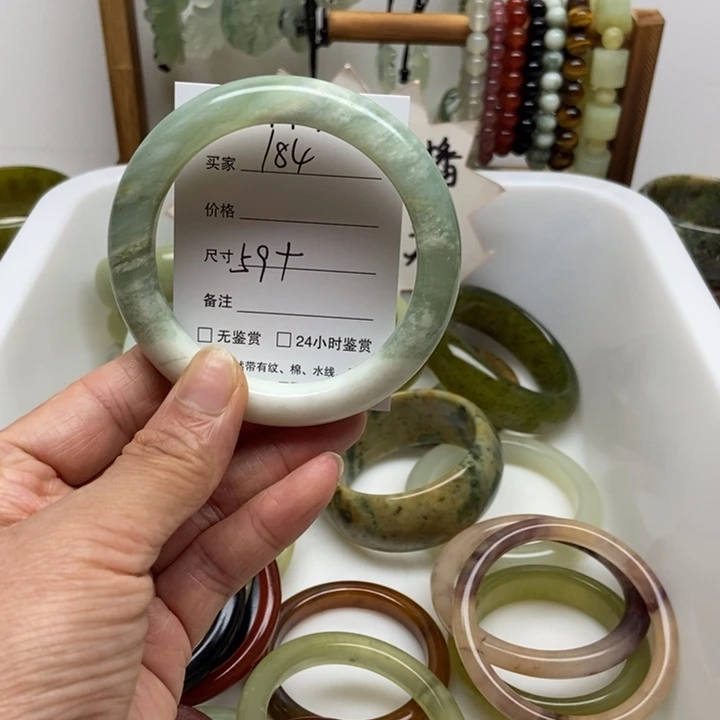 买家 184
价格
尺寸 59+
备注
无鉴赏 24小时鉴赏
带有纹、棉、水线、